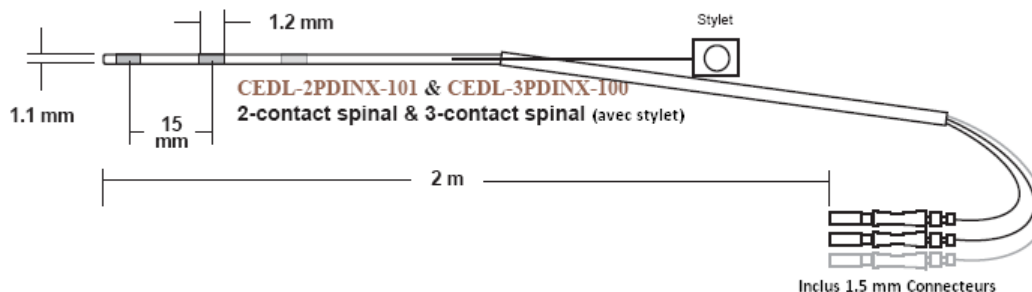 1.2 mm
Stylet
1.1 mm
CEDL-2PDINX-101 & CEDL-3PDINX-100
2-contact spinal & 3-contact spinal (avec stylet)
15
mm
2 m
Inclus 1.5 mm Connecteurs